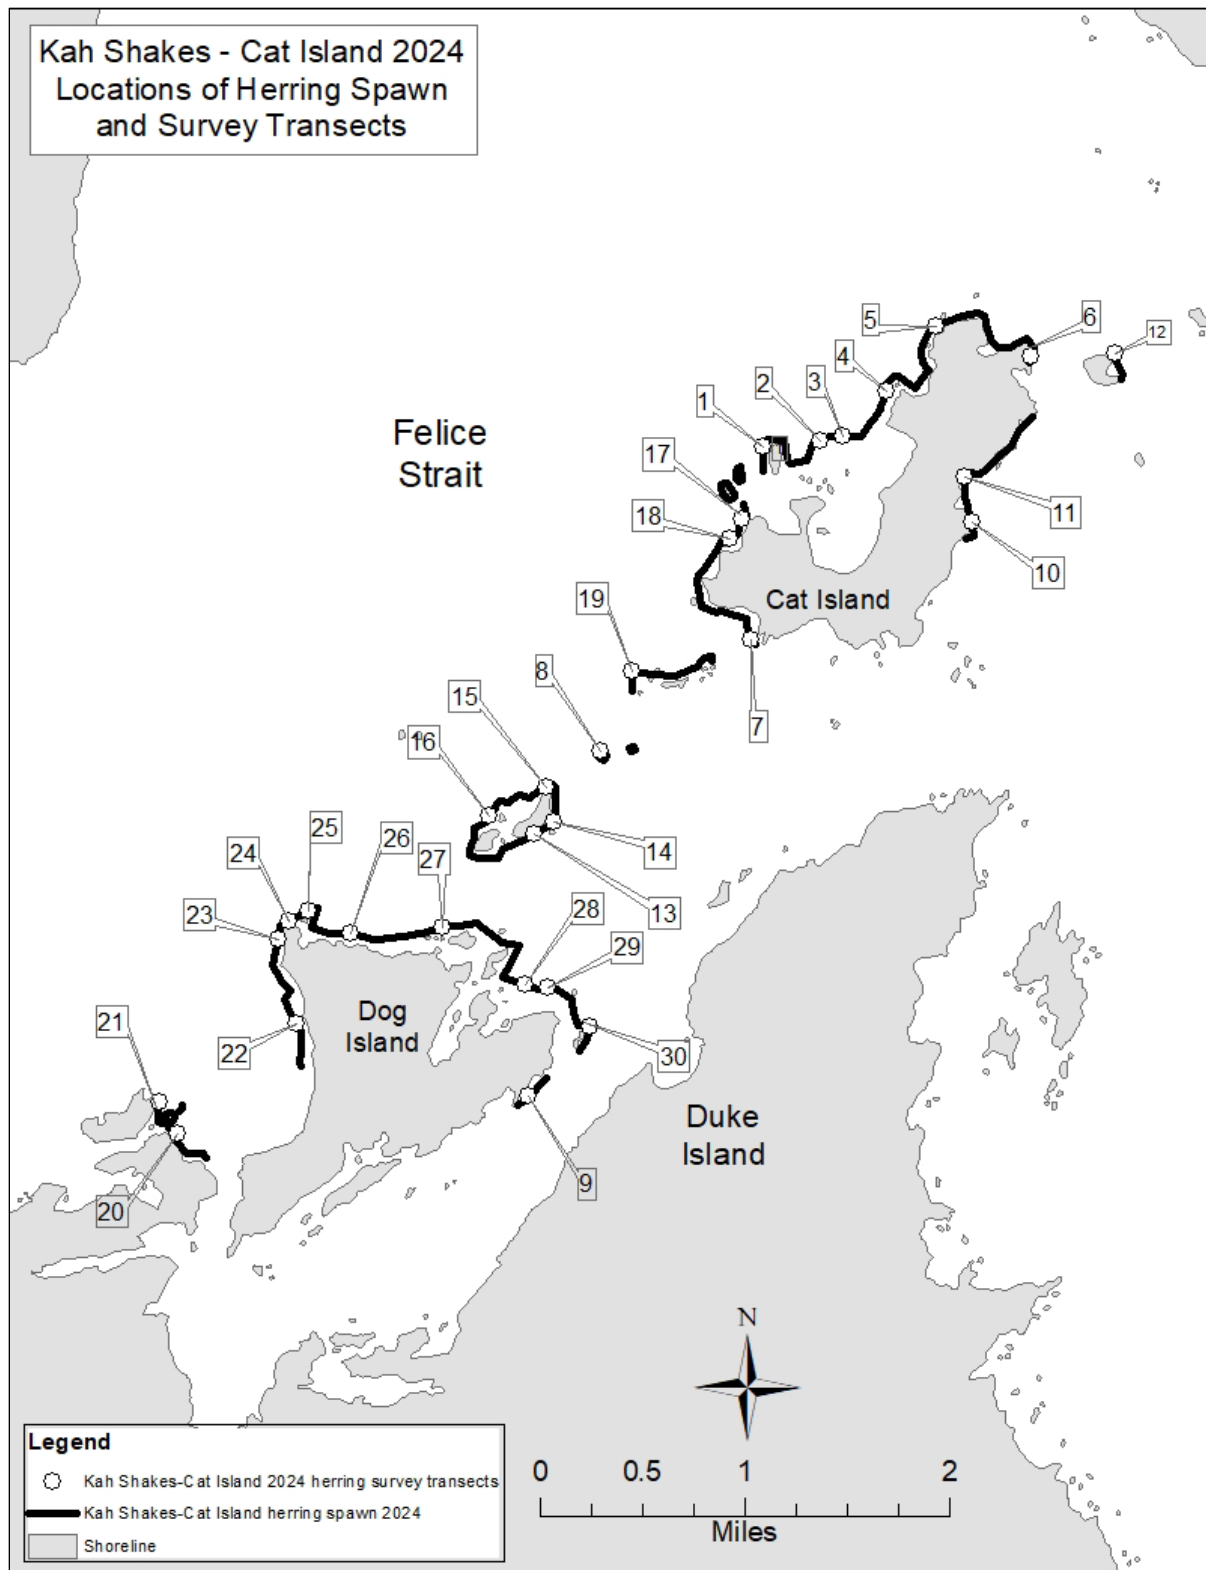 Kah Shakes - Cat Island 2024
Locations of Herring Spawn
and Survey Transects
5
6
12
4
3
2
1
Felice
Strait
17
18
11
10
Cat Island
19
8
7
15
16
14
13
25
26
27
24
23
28
29
Dog
Island
21
22
30
Duke
Island
20
9
N
Legend
Kah Shakes-Cat Island 2024 herring survey transects
Kah Shakes-Cat Island herring spawn 2024
Shoreline
0 0.5 1 2
Miles